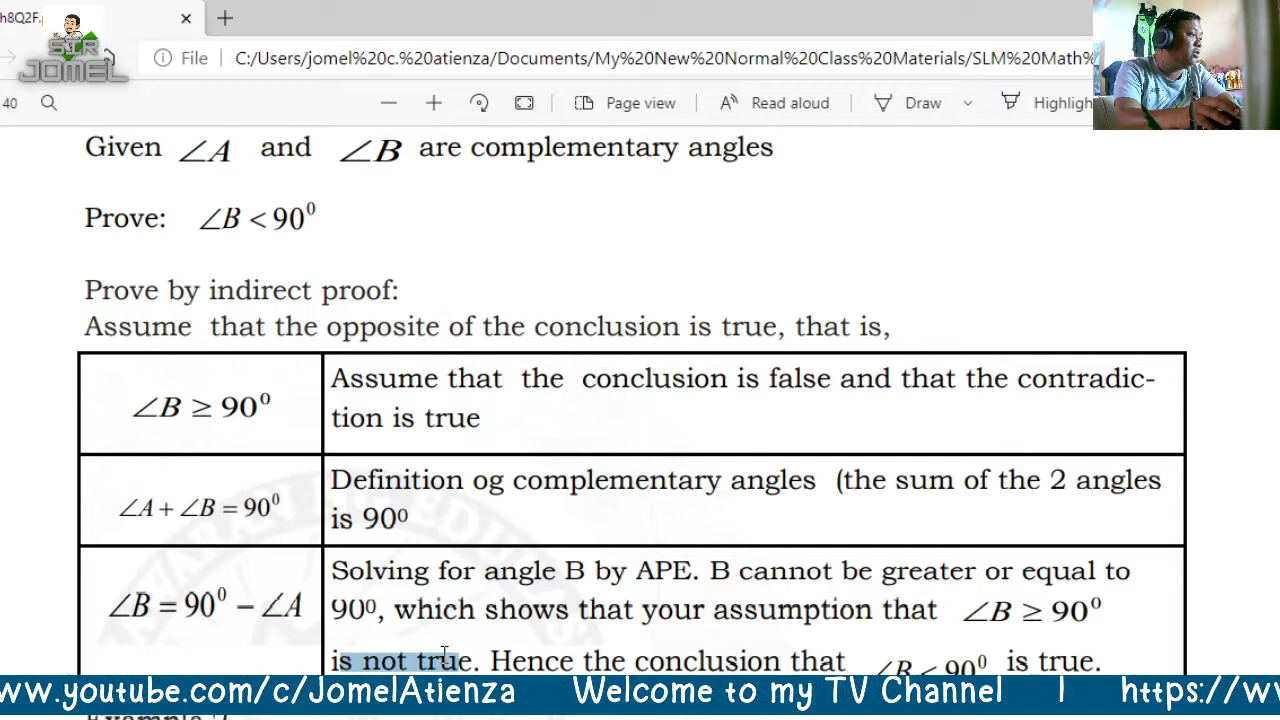 h8Q2F.
SIR
JOMEL
File C:/Users/jomel%20c.%20atienza/Documents/My%20New%20Normal%20Class%20Materials/SLM%20Math%
40 Page view Read aloud Draw Highligh
Given ∠A and ∠B are complementary angles
Prove: ∠B < 90⁰
Prove by indirect proof:
Assume that the opposite of the conclusion is true, that is,
∠B ≥ 90⁰
Assume that the conclusion is false and that the contradic-
tion is true
∠A + ∠B = 90⁰
Definition og complementary angles (the sum of the 2 angles
is 90⁰
∠B = 90⁰ − ∠A
Solving for angle B by APE. B cannot be greater or equal to
90⁰, which shows that your assumption that ∠B ≥ 90⁰
is not true. Hence the conclusion that ∠B < 90⁰ is true.
ww.youtube.com/c/JomelAtienza Welcome to my TV Channel I https://wv